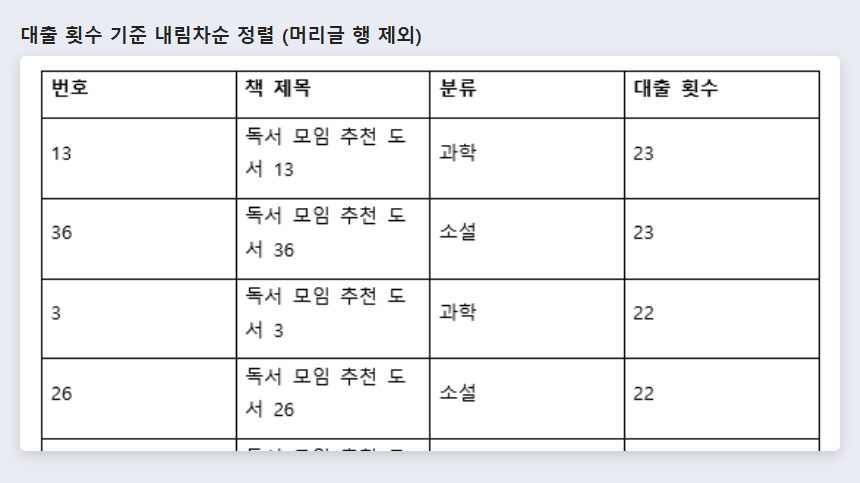 대출 횟수 기준 내림차순 정렬 (머리글 행 제외)
번호 책 제목 분류 대출 횟수
독서 모임 추천 도
13 서 13 과학 23
독서 모임 추천 도
36 서 36 소설 23
독서 모임 추천 도
3 서 3 과학 22
독서 모임 추천 도
26 서 26 소설 22